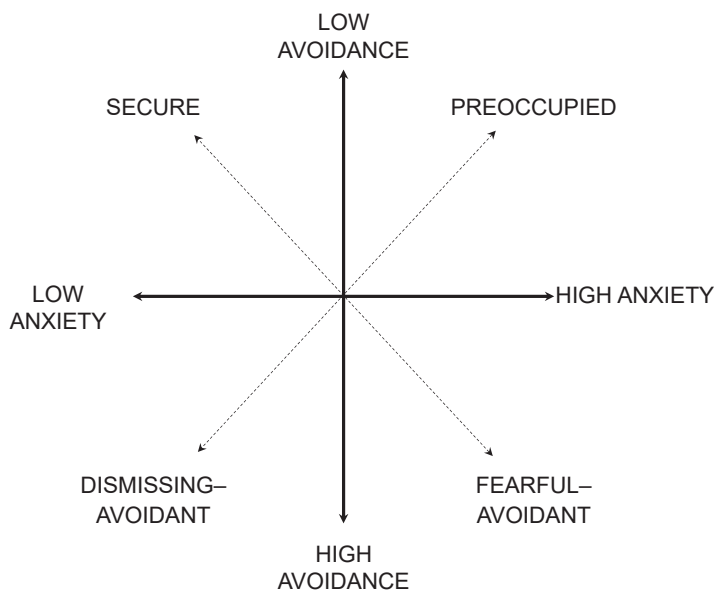 LOW
AVOIDANCE
SECURE
PREOCCUPIED
LOW
ANXIETY
HIGH ANXIETY
DISMISSING–
AVOIDANT
FEARFUL–
AVOIDANT
HIGH
AVOIDANCE